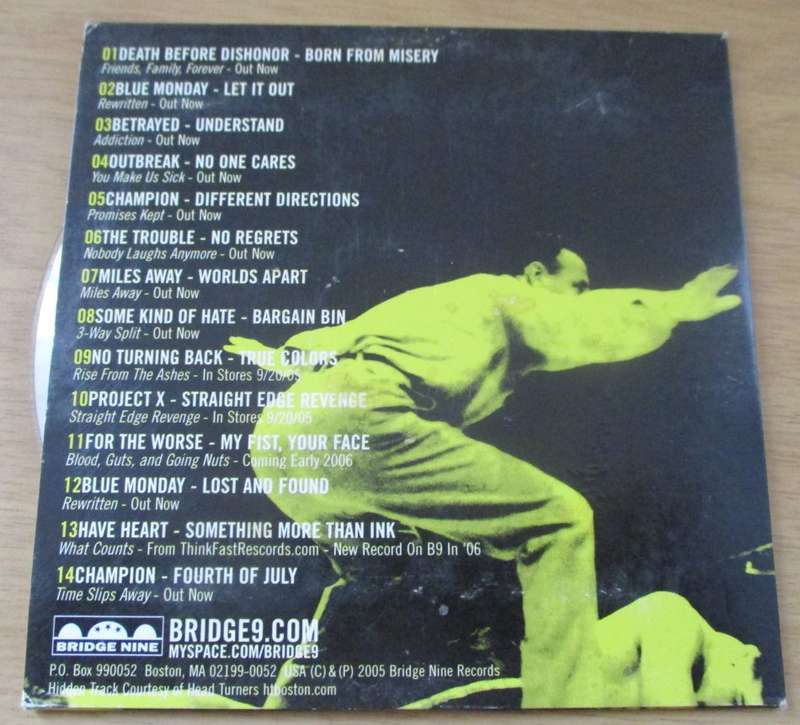 01DEATH BEFORE DISHONOR - BORN FROM MISERY
Friends, Family, Forever - Out Now
02BLUE MONDAY - LET IT OUT
Rewritten - Out Now
03BETRAYED - UNDERSTAND
Addiction - Out Now
04OUTBREAK - NO ONE CARES
You Make Us Sick - Out Now
05CHAMPION - DIFFERENT DIRECTIONS
Promises Kept - Out Now
06THE TROUBLE - NO REGRETS
Nobody Laughs Anymore - Out Now
07MILES AWAY - WORLDS APART
Miles Away - Out Now
08SOME KIND OF HATE - BARGAIN BIN
3-Way Split - Out Now
09NO TURNING BACK - TRUE COLORS
Rise From The Ashes - In Stores 9/20/05
10PROJECT X - STRAIGHT EDGE REVENGE
Straight Edge Revenge - In Stores 9/20/05
11FOR THE WORSE - MY FIST, YOUR FACE
Blood, Guts, and Going Nuts - Coming Early 2006
12BLUE MONDAY - LOST AND FOUND
Rewritten - Out Now
13HAVE HEART - SOMETHING MORE THAN INK
What Counts - From ThinkFastRescords.com - New Record On B9 In '06
14CHAMPION - FOURTH OF JULY
Time Slips Away - Out Now
BRIDGE NINE
BRIDGE9.COM
MYSPACE.COM/BRIDGE9
P.O. Box 990052 Boston, MA 02199-0052 USA (C) & (P) 2005 Bridge Nine Records
Hidden Track Courtesy of Head Turners htboston.com